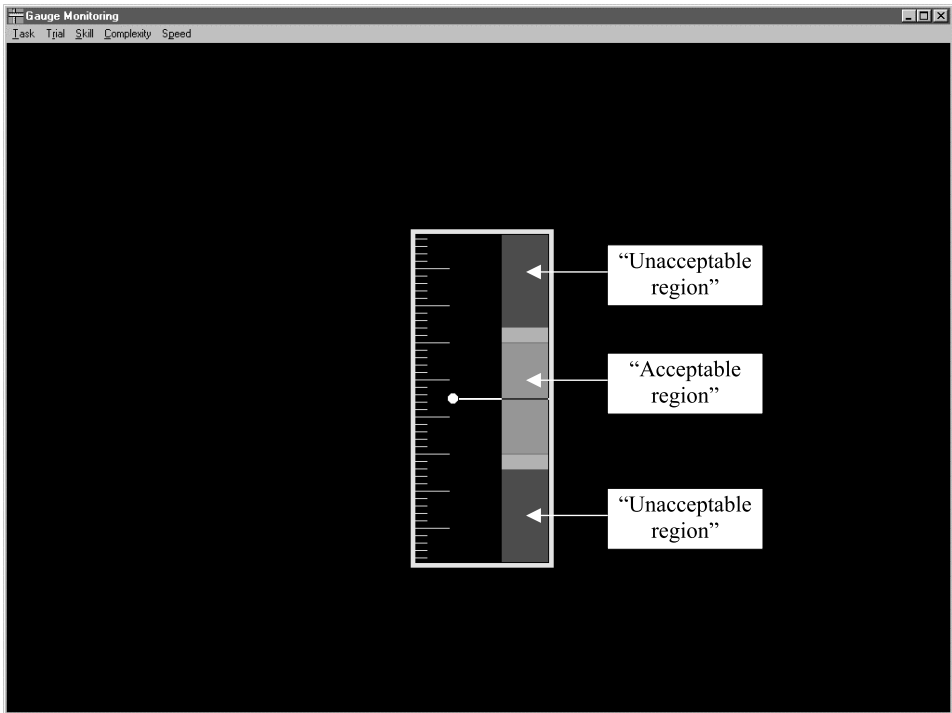 Gauge Monitoring
Task Trial Skill Complexity Speed
“Unacceptable
region”
“Acceptable
region”
“Unacceptable
region”